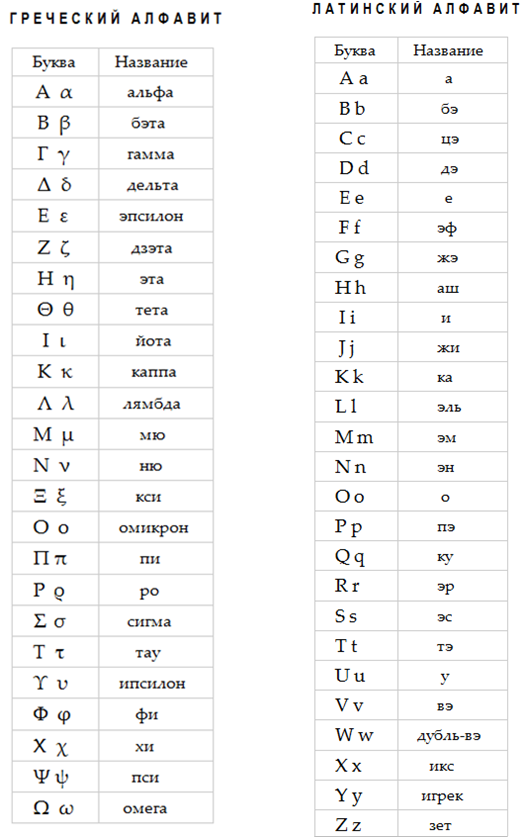 ГРЕЧЕСКИЙ АЛФАВИТ
Буква Название
Α α альфа
Β β бэта
Γ γ гамма
Δ δ дельта
Ε ε эпсилон
Ζ ζ дзэта
Η η эта
Θ θ тета
Ι ι йота
Κ κ каппа
Λ λ лямбда
Μ μ мю
Ν ν ню
Ξ ξ кси
Ο ο омикрон
Π π пи
Ρ ϱ ро
Σ σ сигма
Τ τ тау
ϒ υ ипсилон
Φ φ фи
Χ χ хи
Ψ ψ пси
Ω ω омега
ЛАТИНСКИЙ АЛФАВИТ
Буква Название
A a а
B b бэ
C c цэ
D d дэ
E e е
F f эф
G g жэ
H h аш
I i и
J j жи
K k ка
L l эль
M m эм
N n эн
O o о
P p пэ
Q q ку
R r эр
S s эс
T t тэ
U u у
V v вэ
W w дубль-вэ
X x икс
Y y игрек
Z z зет